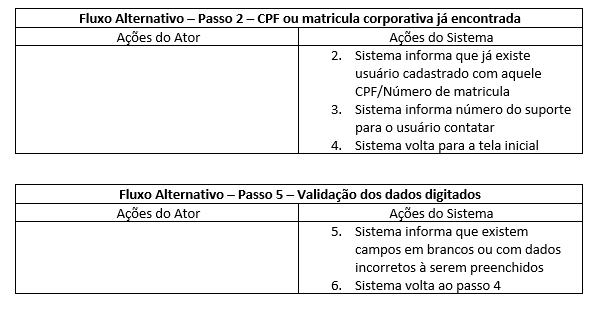 Fluxo Alternativo – Passo 2 – CPF ou matricula corporativa já encontrada
Ações do Ator
Ações do Sistema
2. Sistema informa que já existe
usuário cadastrado com aquele
CPF/Número de matricula
3. Sistema informa número do suporte
para o usuário contatar
4. Sistema volta para a tela inicial
Fluxo Alternativo – Passo 5 – Validação dos dados digitados
Ações do Ator
Ações do Sistema
5. Sistema informa que existem
campos em brancos ou com dados
incorretos à serem preenchidos
6. Sistema volta ao passo 4